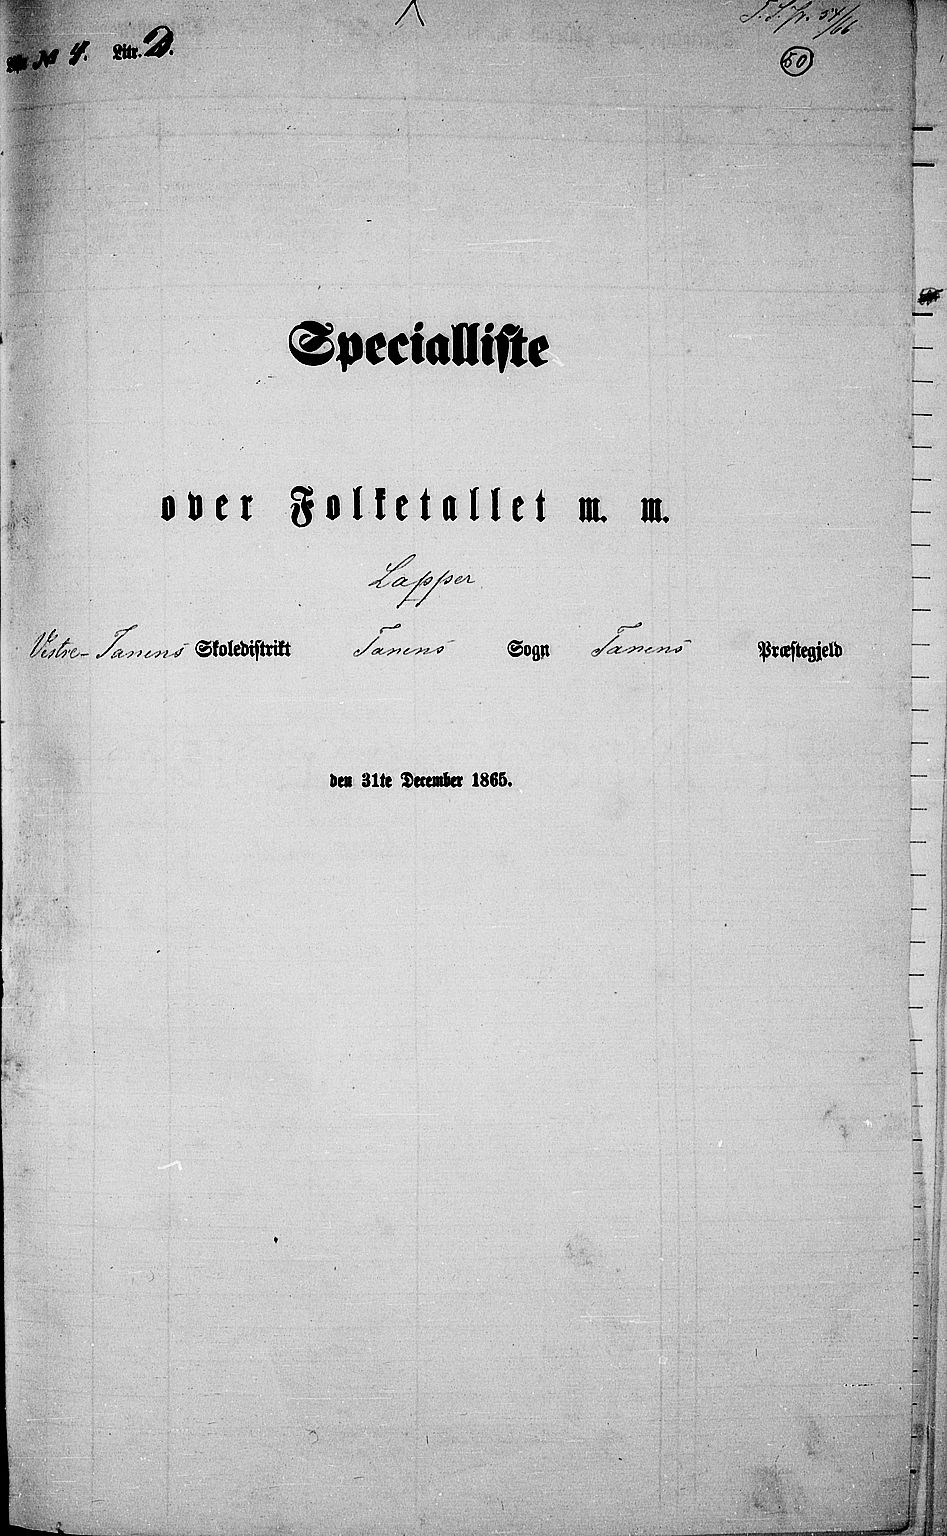 No 4. Litr. D.
50
Specialliste
over Folketallet m. m.
Lapper
Vestre-Tanens Skoledistrikt Tanens Sogn Tanens Præstegjeld
den 31te December 1865.